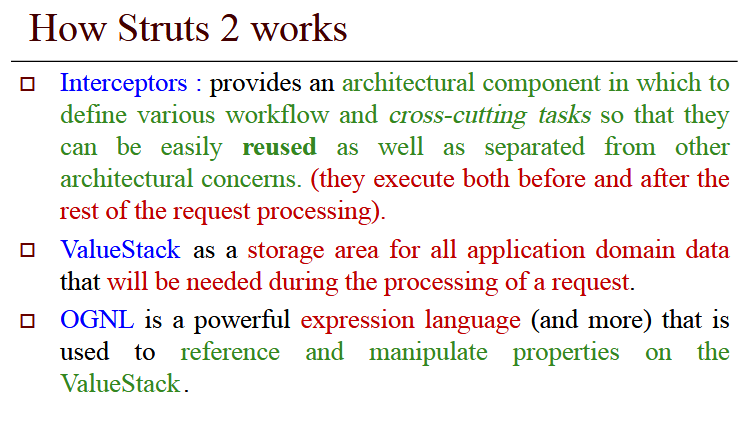 How Struts 2 works
Interceptors : provides an architectural component in which to
define various workflow and cross-cutting tasks so that they
can be easily reused as well as separated from other
architectural concerns. (they execute both before and after the
rest of the request processing).
ValueStack as a storage area for all application domain data
that will be needed during the processing of a request.
OGNL is a powerful expression language (and more) that is
used to reference and manipulate properties on the
ValueStack.